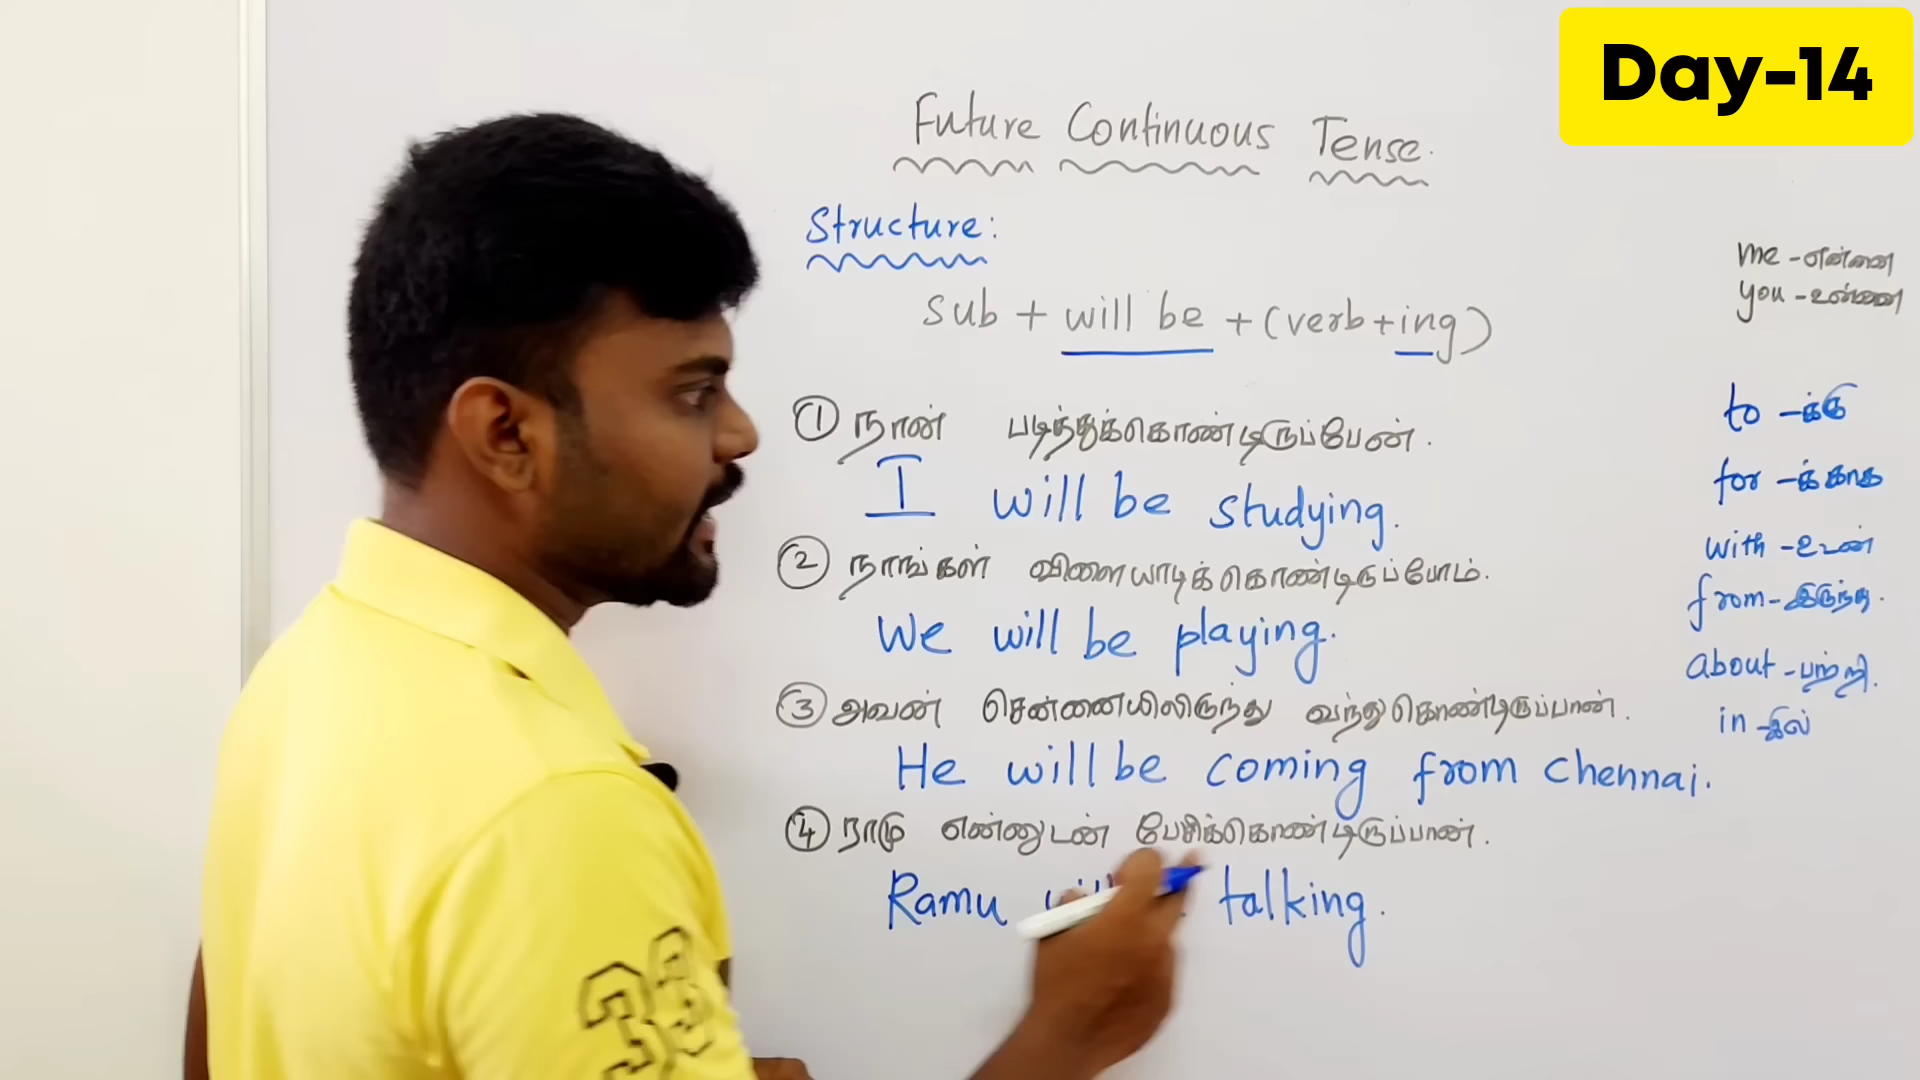 Day-14
Future Continuous Tense.
Structure:
sub + will be + (verb+ing)
① நான் படித்துக்கொண்டிருப்பேன்.
I will be studying.
② நாங்கள் விளையாடிக்கொண்டிருப்போம்.
We will be playing.
③ அவன் சென்னையிலிருந்து வந்துகொண்டிருப்பான்.
He will be coming from Chennai.
④ ராமு என்னுடன் பேசிக்கொண்டிருப்பான்.
Ramu talking.
me - என்னை
you - உன்னை
to - க்கு
for - க்காக
with - உடன்
from - இருந்து.
about - பற்றி.
in - இல்
33